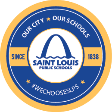 OUR CITY ★ OUR SCHOOLS
SINCE 1838
SAINT LOUIS
PUBLIC SCHOOLS
#WECHOOSESLPS